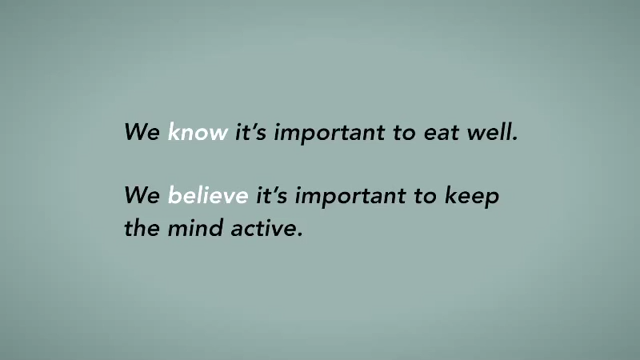 We know it's important to eat well.
We believe it's important to keep
the mind active.